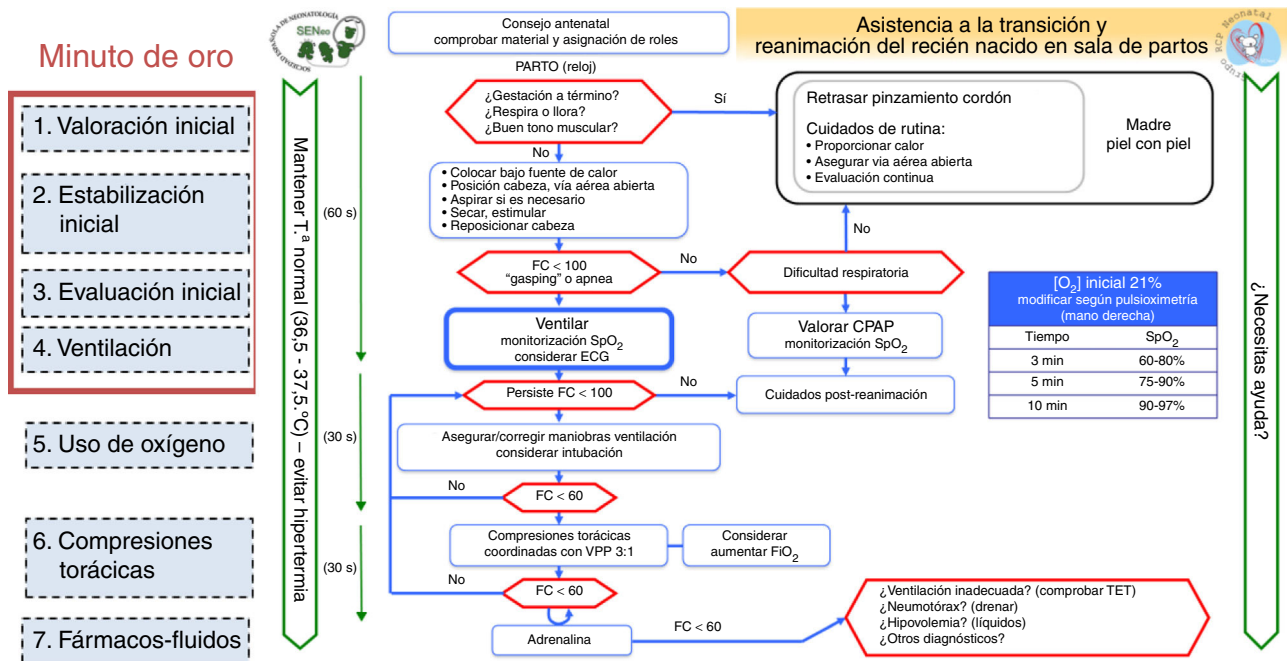 Minuto de oro
1. Valoración inicial
2. Estabilización
inicial
3. Evaluación inicial
4. Ventilación
5. Uso de oxígeno
6. Compresiones
torácicas
7. Fármacos-fluidos
SOCIEDAD ESPAÑOLA DE NEONATOLOGÍA
SENeo
Mantener T.ª normal (36,5 - 37,5.ºC) – evitar hipertermia
(60 s)
(30 s)
(30 s)
Consejo antenatal
comprobar material y asignación de roles
Asistencia a la transición y
reanimación del recién nacido en sala de partos
Grupo RCP Neonatal
PARTO (reloj)
¿Gestación a término?
¿Respira o llora?
¿Buen tono muscular?
Sí
Retrasar pinzamiento cordón
Cuidados de rutina:
• Proporcionar calor
• Asegurar via aérea abierta
• Evaluación continua
Madre
piel con piel
No
• Colocar bajo fuente de calor
• Posición cabeza, vía aérea abierta
• Aspirar si es necesario
• Secar, estimular
• Reposicionar cabeza
No
FC < 100
“gasping” o apnea
No
Dificultad respiratoria
Ventilar
monitorización SpO₂
considerar ECG
Valorar CPAP
monitorización SpO₂
[O₂] inicial 21%
modificar según pulsioximetría
(mano derecha)
Tiempo SpO₂
3 min 60-80%
5 min 75-90%
10 min 90-97%
Persiste FC < 100
No
Cuidados post-reanimación
Asegurar/corregir maniobras ventilación
considerar intubación
No
FC < 60
Compresiones torácicas
coordinadas con VPP 3:1
Considerar
aumentar FiO₂
No
FC < 60
Adrenalina
FC < 60
¿Ventilación inadecuada? (comprobar TET)
¿Neumotórax? (drenar)
¿Hipovolemia? (líquidos)
¿Otros diagnósticos?
¿Necesitas ayuda?